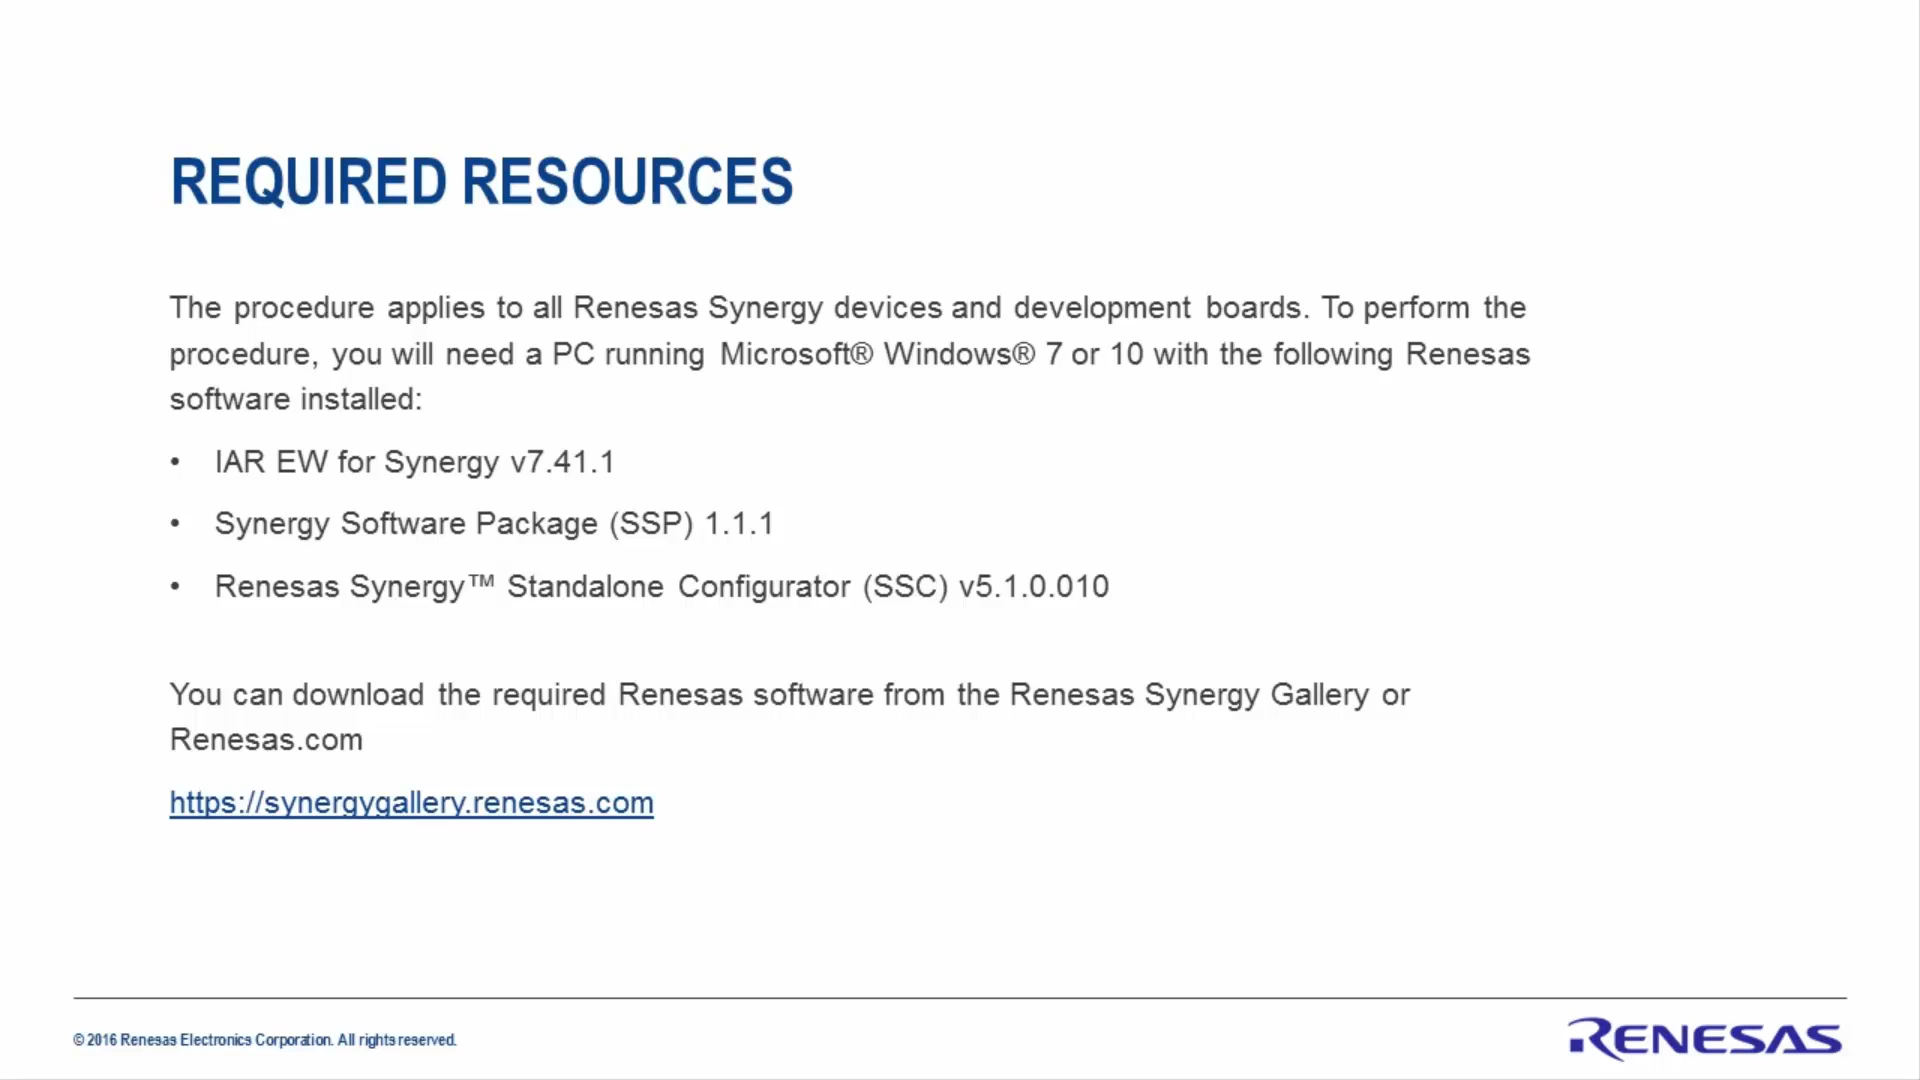 REQUIRED RESOURCES
The procedure applies to all Renesas Synergy devices and development boards. To perform the
procedure, you will need a PC running Microsoft® Windows® 7 or 10 with the following Renesas
software installed:
• IAR EW for Synergy v7.41.1
• Synergy Software Package (SSP) 1.1.1
• Renesas Synergy™ Standalone Configurator (SSC) v5.1.0.010
You can download the required Renesas software from the Renesas Synergy Gallery or
Renesas.com
https://synergygallery.renesas.com
© 2016 Renesas Electronics Corporation. All rights reserved.
RENESAS